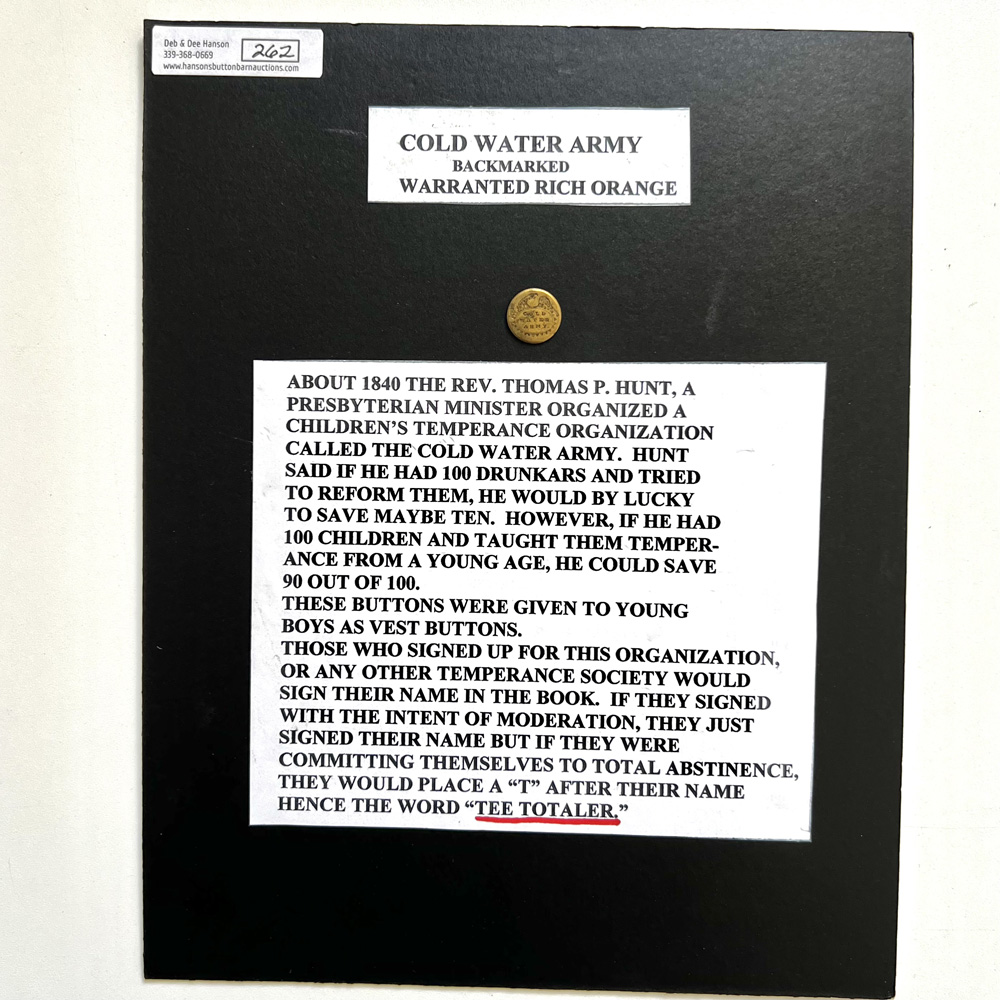 Deb & Dee Hanson
339-368-0669
262
www.hansonsbuttonbarnauctions.com
COLD WATER ARMY
BACKMARKED
WARRANTED RICH ORANGE
COLD
WATER
ARMY
ABOUT 1840 THE REV. THOMAS P. HUNT, A
PRESBYTERIAN MINISTER ORGANIZED A
CHILDREN'S TEMPERANCE ORGANIZATION
CALLED THE COLD WATER ARMY. HUNT
SAID IF HE HAD 100 DRUNKARS AND TRIED
TO REFORM THEM, HE WOULD BY LUCKY
TO SAVE MAYBE TEN. HOWEVER, IF HE HAD
100 CHILDREN AND TAUGHT THEM TEMPER-
ANCE FROM A YOUNG AGE, HE COULD SAVE
90 OUT OF 100.
THESE BUTTONS WERE GIVEN TO YOUNG
BOYS AS VEST BUTTONS.
THOSE WHO SIGNED UP FOR THIS ORGANIZATION,
OR ANY OTHER TEMPERANCE SOCIETY WOULD
SIGN THEIR NAME IN THE BOOK. IF THEY SIGNED
WITH THE INTENT OF MODERATION, THEY JUST
SIGNED THEIR NAME BUT IF THEY WERE
COMMITTING THEMSELVES TO TOTAL ABSTINENCE,
THEY WOULD PLACE A “T” AFTER THEIR NAME
HENCE THE WORD “TEE TOTALER.”